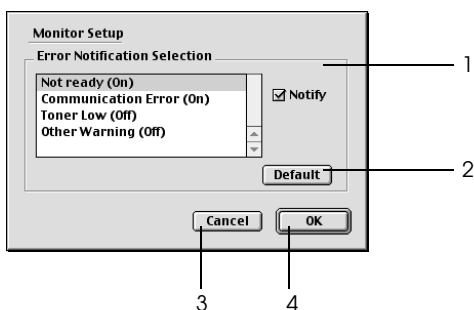 Monitor Setup
Error Notification Selection
1
Not ready (On)
Communication Error (On)
Toner Low (Off)
Other Warning (Off)
Notify
Default
2
Cancel
OK
3
4